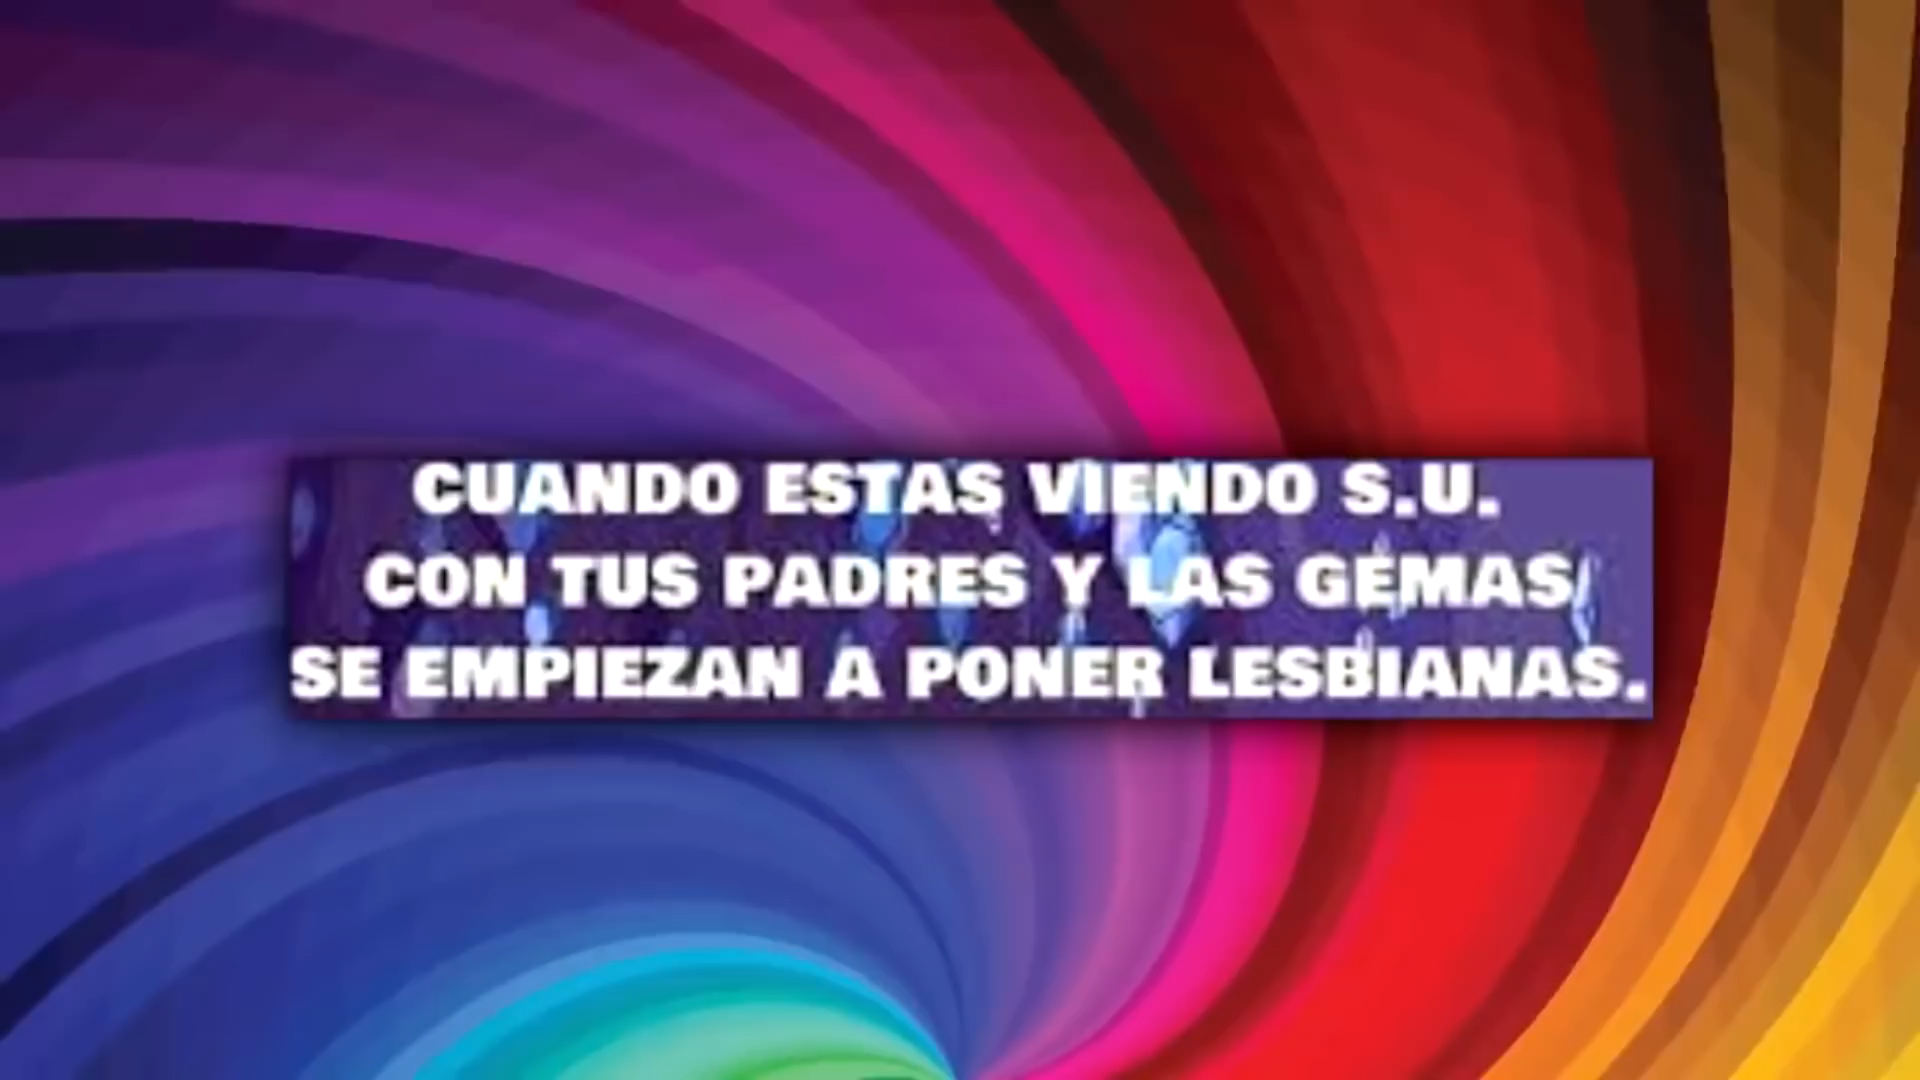 CUANDO ESTAS VIENDO S.U.
CON TUS PADRES Y LAS GEMAS
SE EMPIEZAN A PONER LESBIANAS.